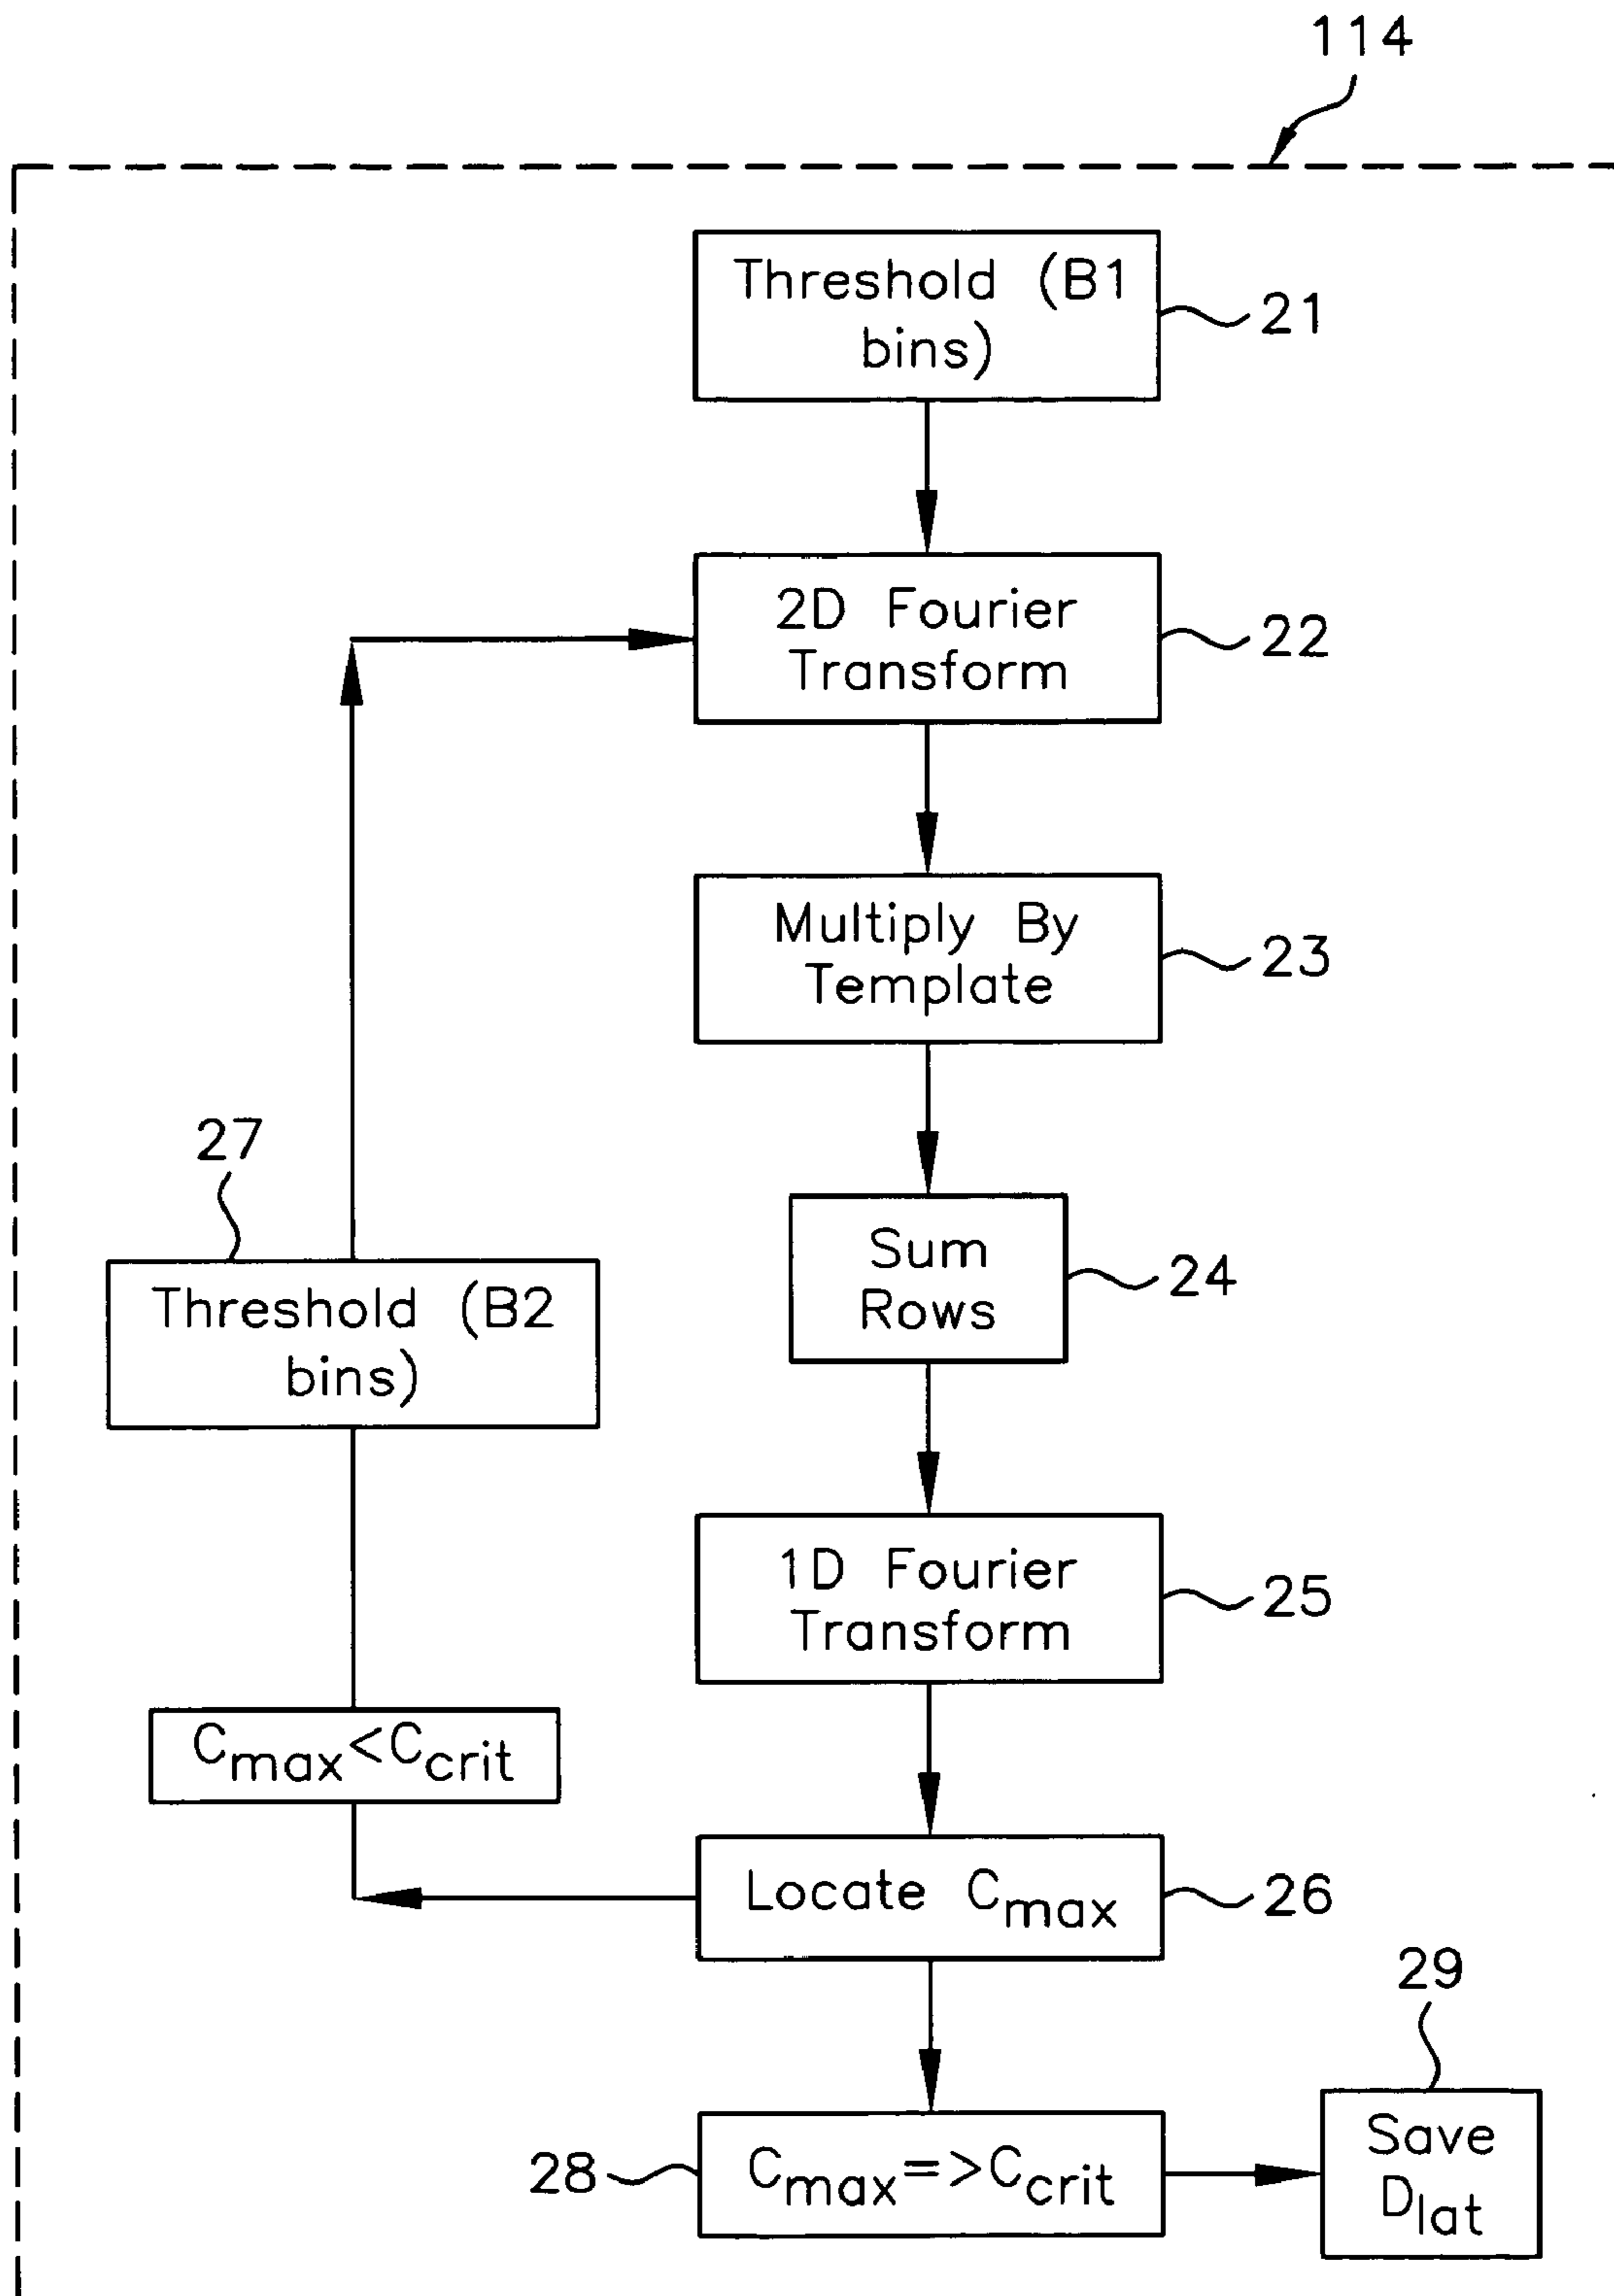 114
Threshold (B1
bins)
21
2D Fourier
Transform
22
Multiply By
Template
23
Sum
Rows
24
27
Threshold (B2
bins)
1D Fourier
Transform
25
Cmax<Ccrit
Locate Cmax
26
28
Cmax=>Ccrit
29
Save
Dlat